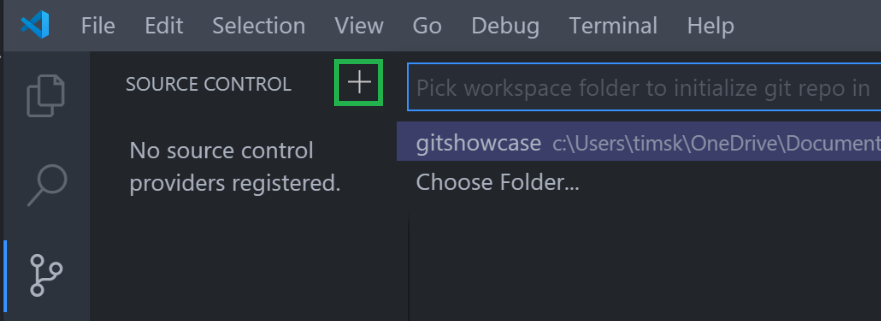 File Edit Selection View Go Debug Terminal Help
SOURCE CONTROL
Pick workspace folder to initialize git repo in
gitshowcase c:\Users\timsk\OneDrive\Document
Choose Folder...
No source control
providers registered.